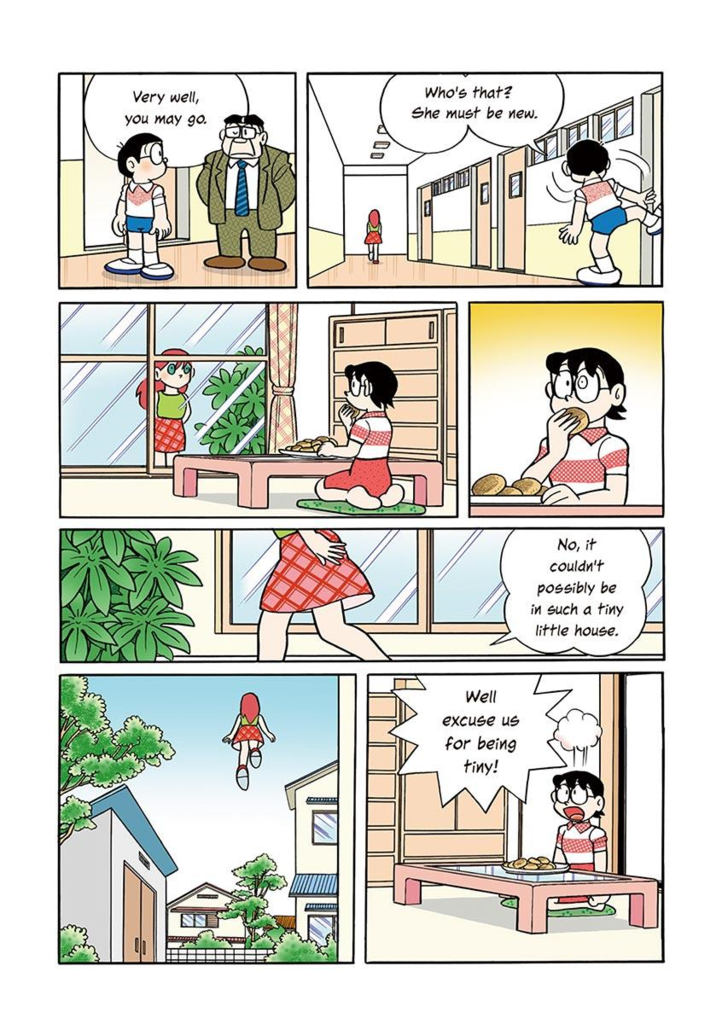 Very well,
you may go.
Who's that?
She must be new.
No, it
couldn't
possibly be
in such a tiny
little house.
Well
excuse us
for being
tiny!